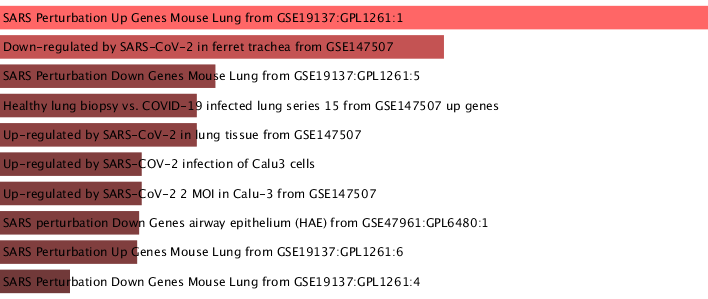 SARS Perturbation Up Genes Mouse Lung from GSE19137:GPL1261:1
Down-regulated by SARS-CoV-2 in ferret trachea from GSE147507
SARS Perturbation Down Genes Mouse Lung from GSE19137:GPL1261:5
Healthy lung biopsy vs. COVID-19 infected lung series 15 from GSE147507 up genes
Up-regulated by SARS-CoV-2 in lung tissue from GSE147507
Up-regulated by SARS-COV-2 infection of Calu3 cells
Up-regulated by SARS-CoV-2 2 MOI in Calu-3 from GSE147507
SARS perturbation Down Genes airway epithelium (HAE) from GSE47961:GPL6480:1
SARS Perturbation Up Genes Mouse Lung from GSE19137:GPL1261:6
SARS Perturbation Down Genes Mouse Lung from GSE19137:GPL1261:4